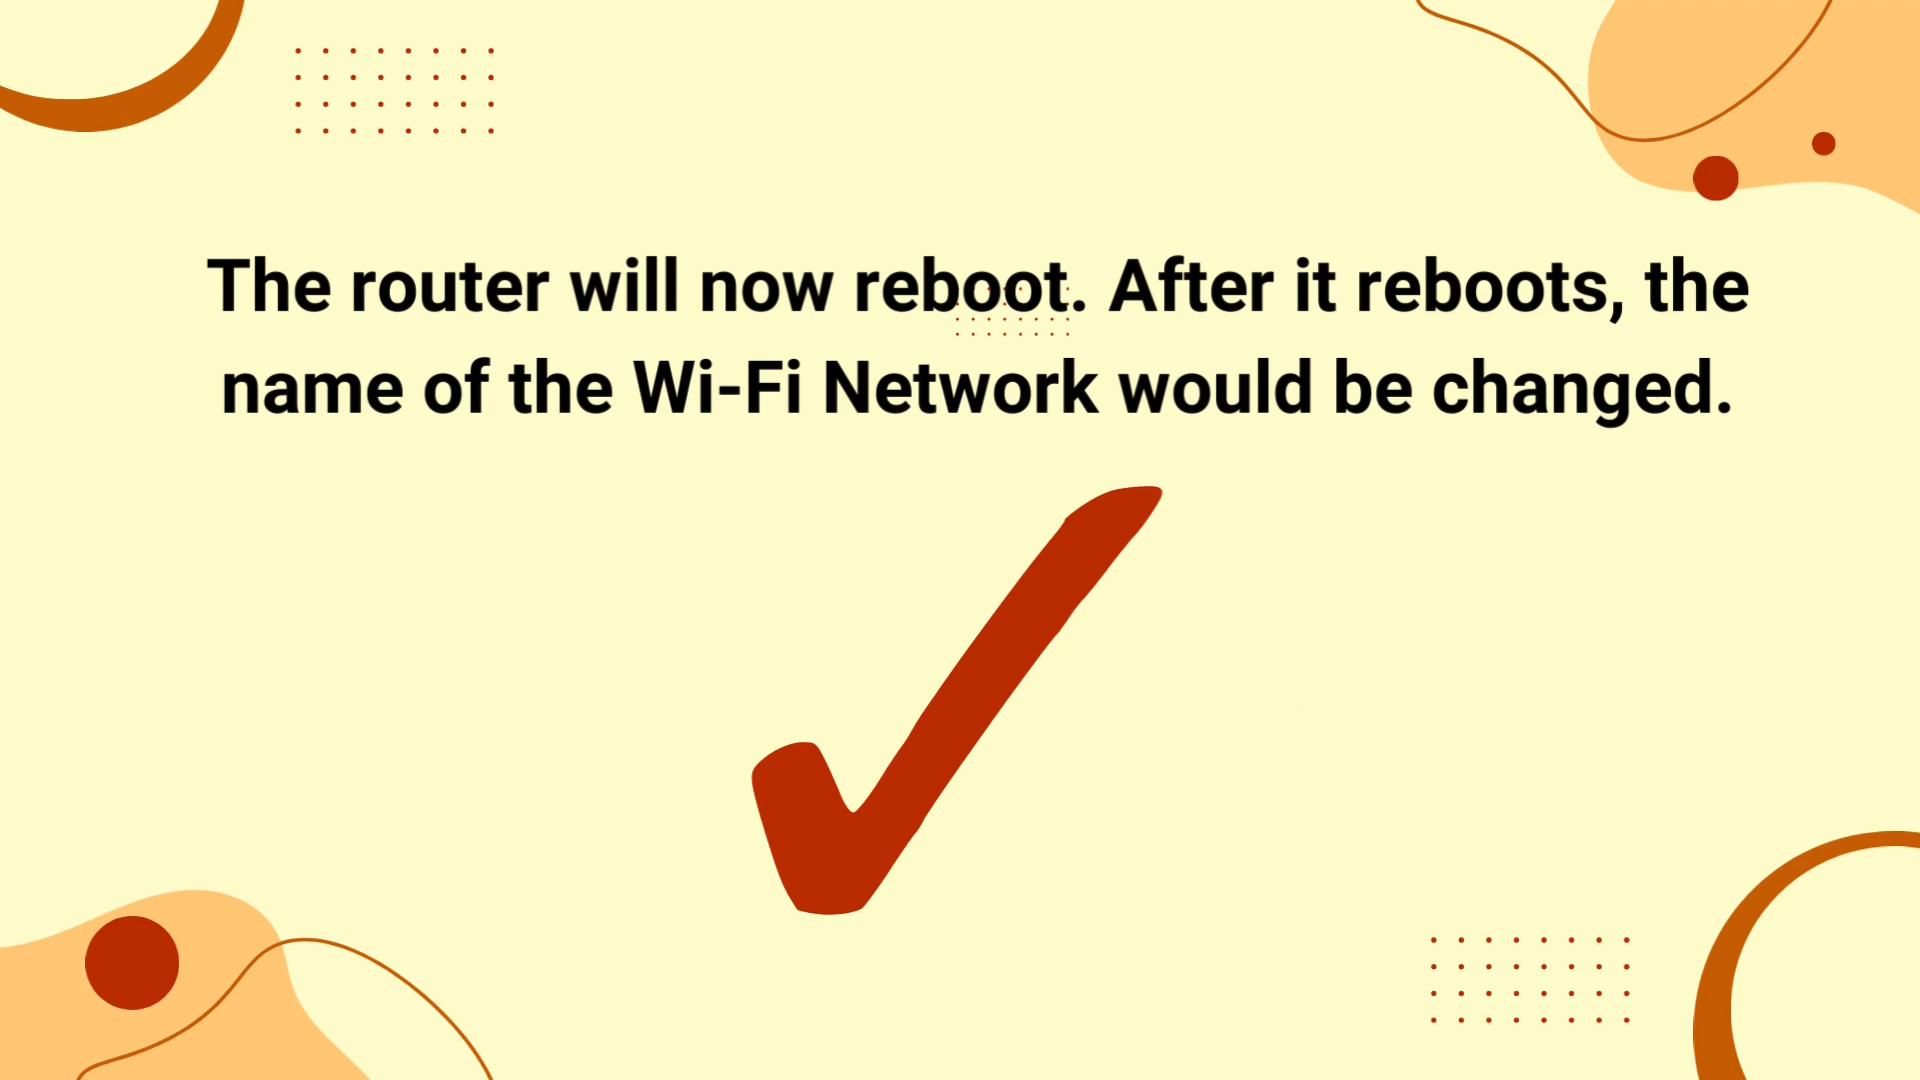 The router will now reboot. After it reboots, the
name of the Wi-Fi Network would be changed.